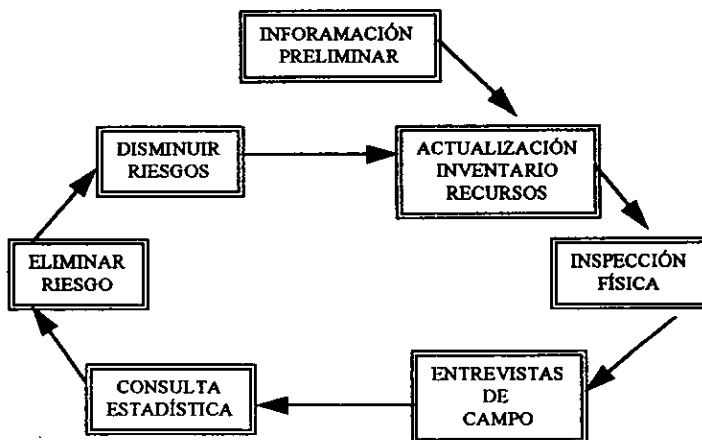 INFORAMACIÓN
PRELIMINAR
DISMINUIR
RIESGOS
ACTUALIZACIÓN
INVENTARIO
RECURSOS
ELIMINAR
RIESGO
INSPECCIÓN
FÍSICA
CONSULTA
ESTADÍSTICA
ENTREVISTAS
DE
CAMPO